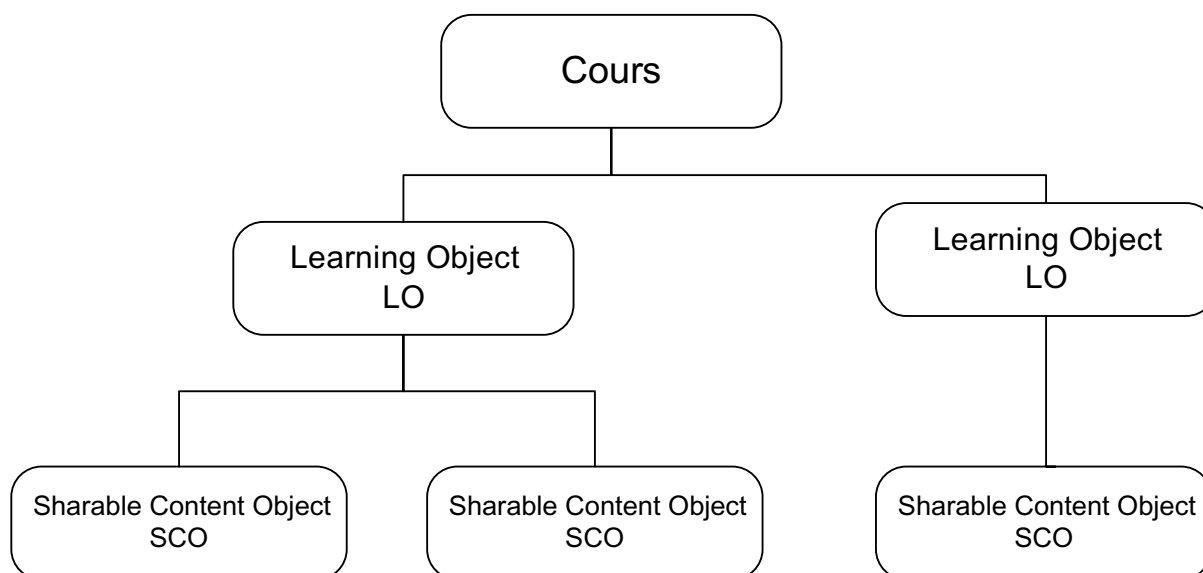 Cours
Learning Object
LO
Learning Object
LO
Sharable Content Object
SCO
Sharable Content Object
SCO
Sharable Content Object
SCO